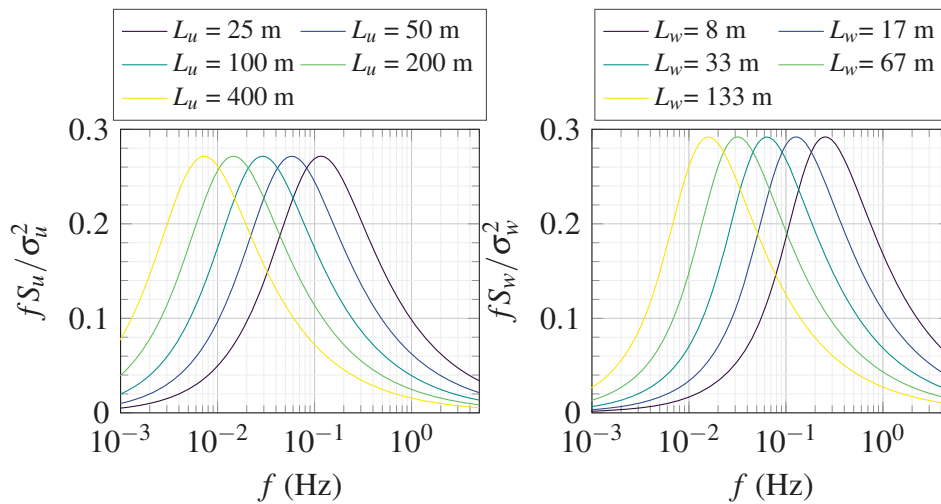 L_u = 25 m L_u = 50 m
L_u = 100 m L_u = 200 m
L_u = 400 m
0.3
0.2
0.1
0
10^−3 10^−2 10^−1 10^0
f (Hz)
fS_u/σ_u^2
L_w= 8 m L_w= 17 m
L_w= 33 m L_w= 67 m
L_w= 133 m
0.3
0.2
0.1
0
10^−3 10^−2 10^−1 10^0
f (Hz)
fS_w/σ_w^2